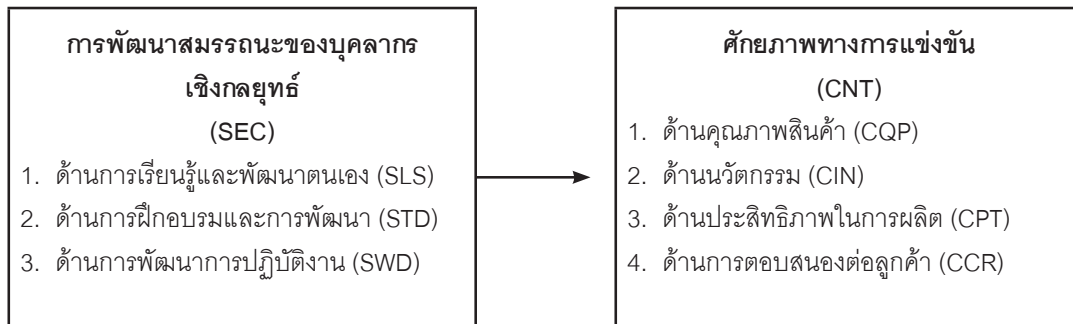 การพัฒนาสมรรถนะของบุคลากร
เชิงกลยุทธ์
(SEC)
1. ด้านการเรียนรู้และพัฒนาตนเอง (SLS)
2. ด้านการฝึกอบรมและการพัฒนา (STD)
3. ด้านการพัฒนาการปฏิบัติงาน (SWD)
ศักยภาพทางการแข่งขัน
(CNT)
1. ด้านคุณภาพสินค้า (CQP)
2. ด้านนวัตกรรม (CIN)
3. ด้านประสิทธิภาพในการผลิต (CPT)
4. ด้านการตอบสนองต่อลูกค้า (CCR)